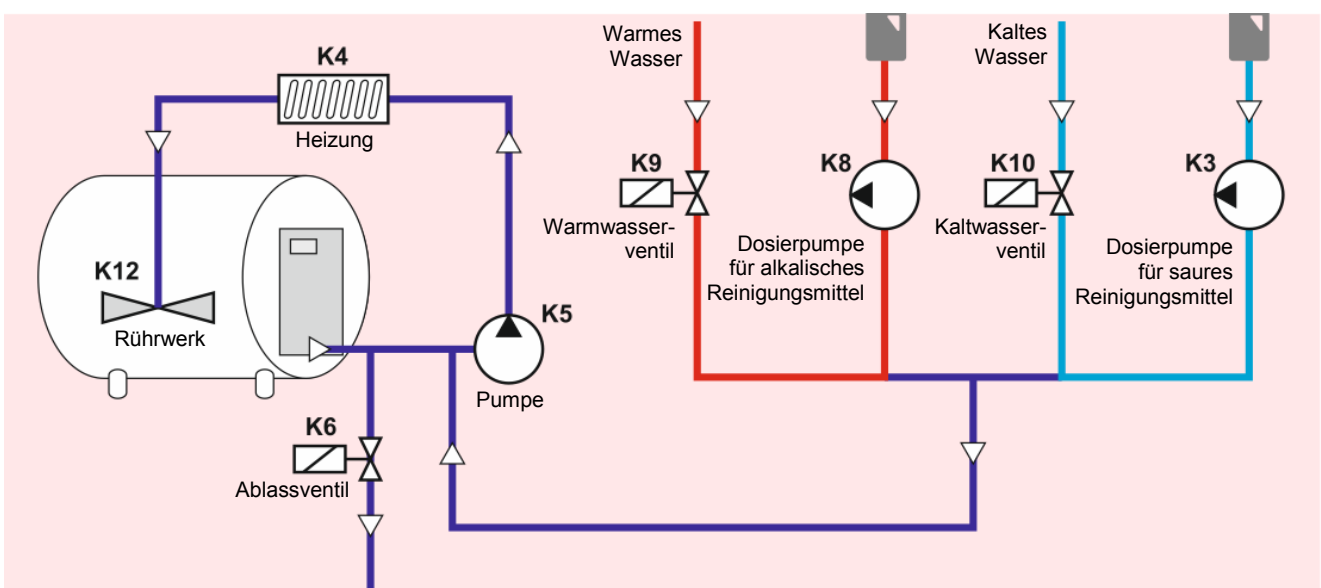 K4
Heizung
K12
Rührwerk
K5
Pumpe
K6
Ablassventil
Warmes
Wasser
K9
Warmwasser-
ventil
K8
Dosierpumpe
für alkalisches
Reinigungsmittel
Kaltes
Wasser
K10
Kaltwasser-
ventil
K3
Dosierpumpe
für saures
Reinigungsmittel